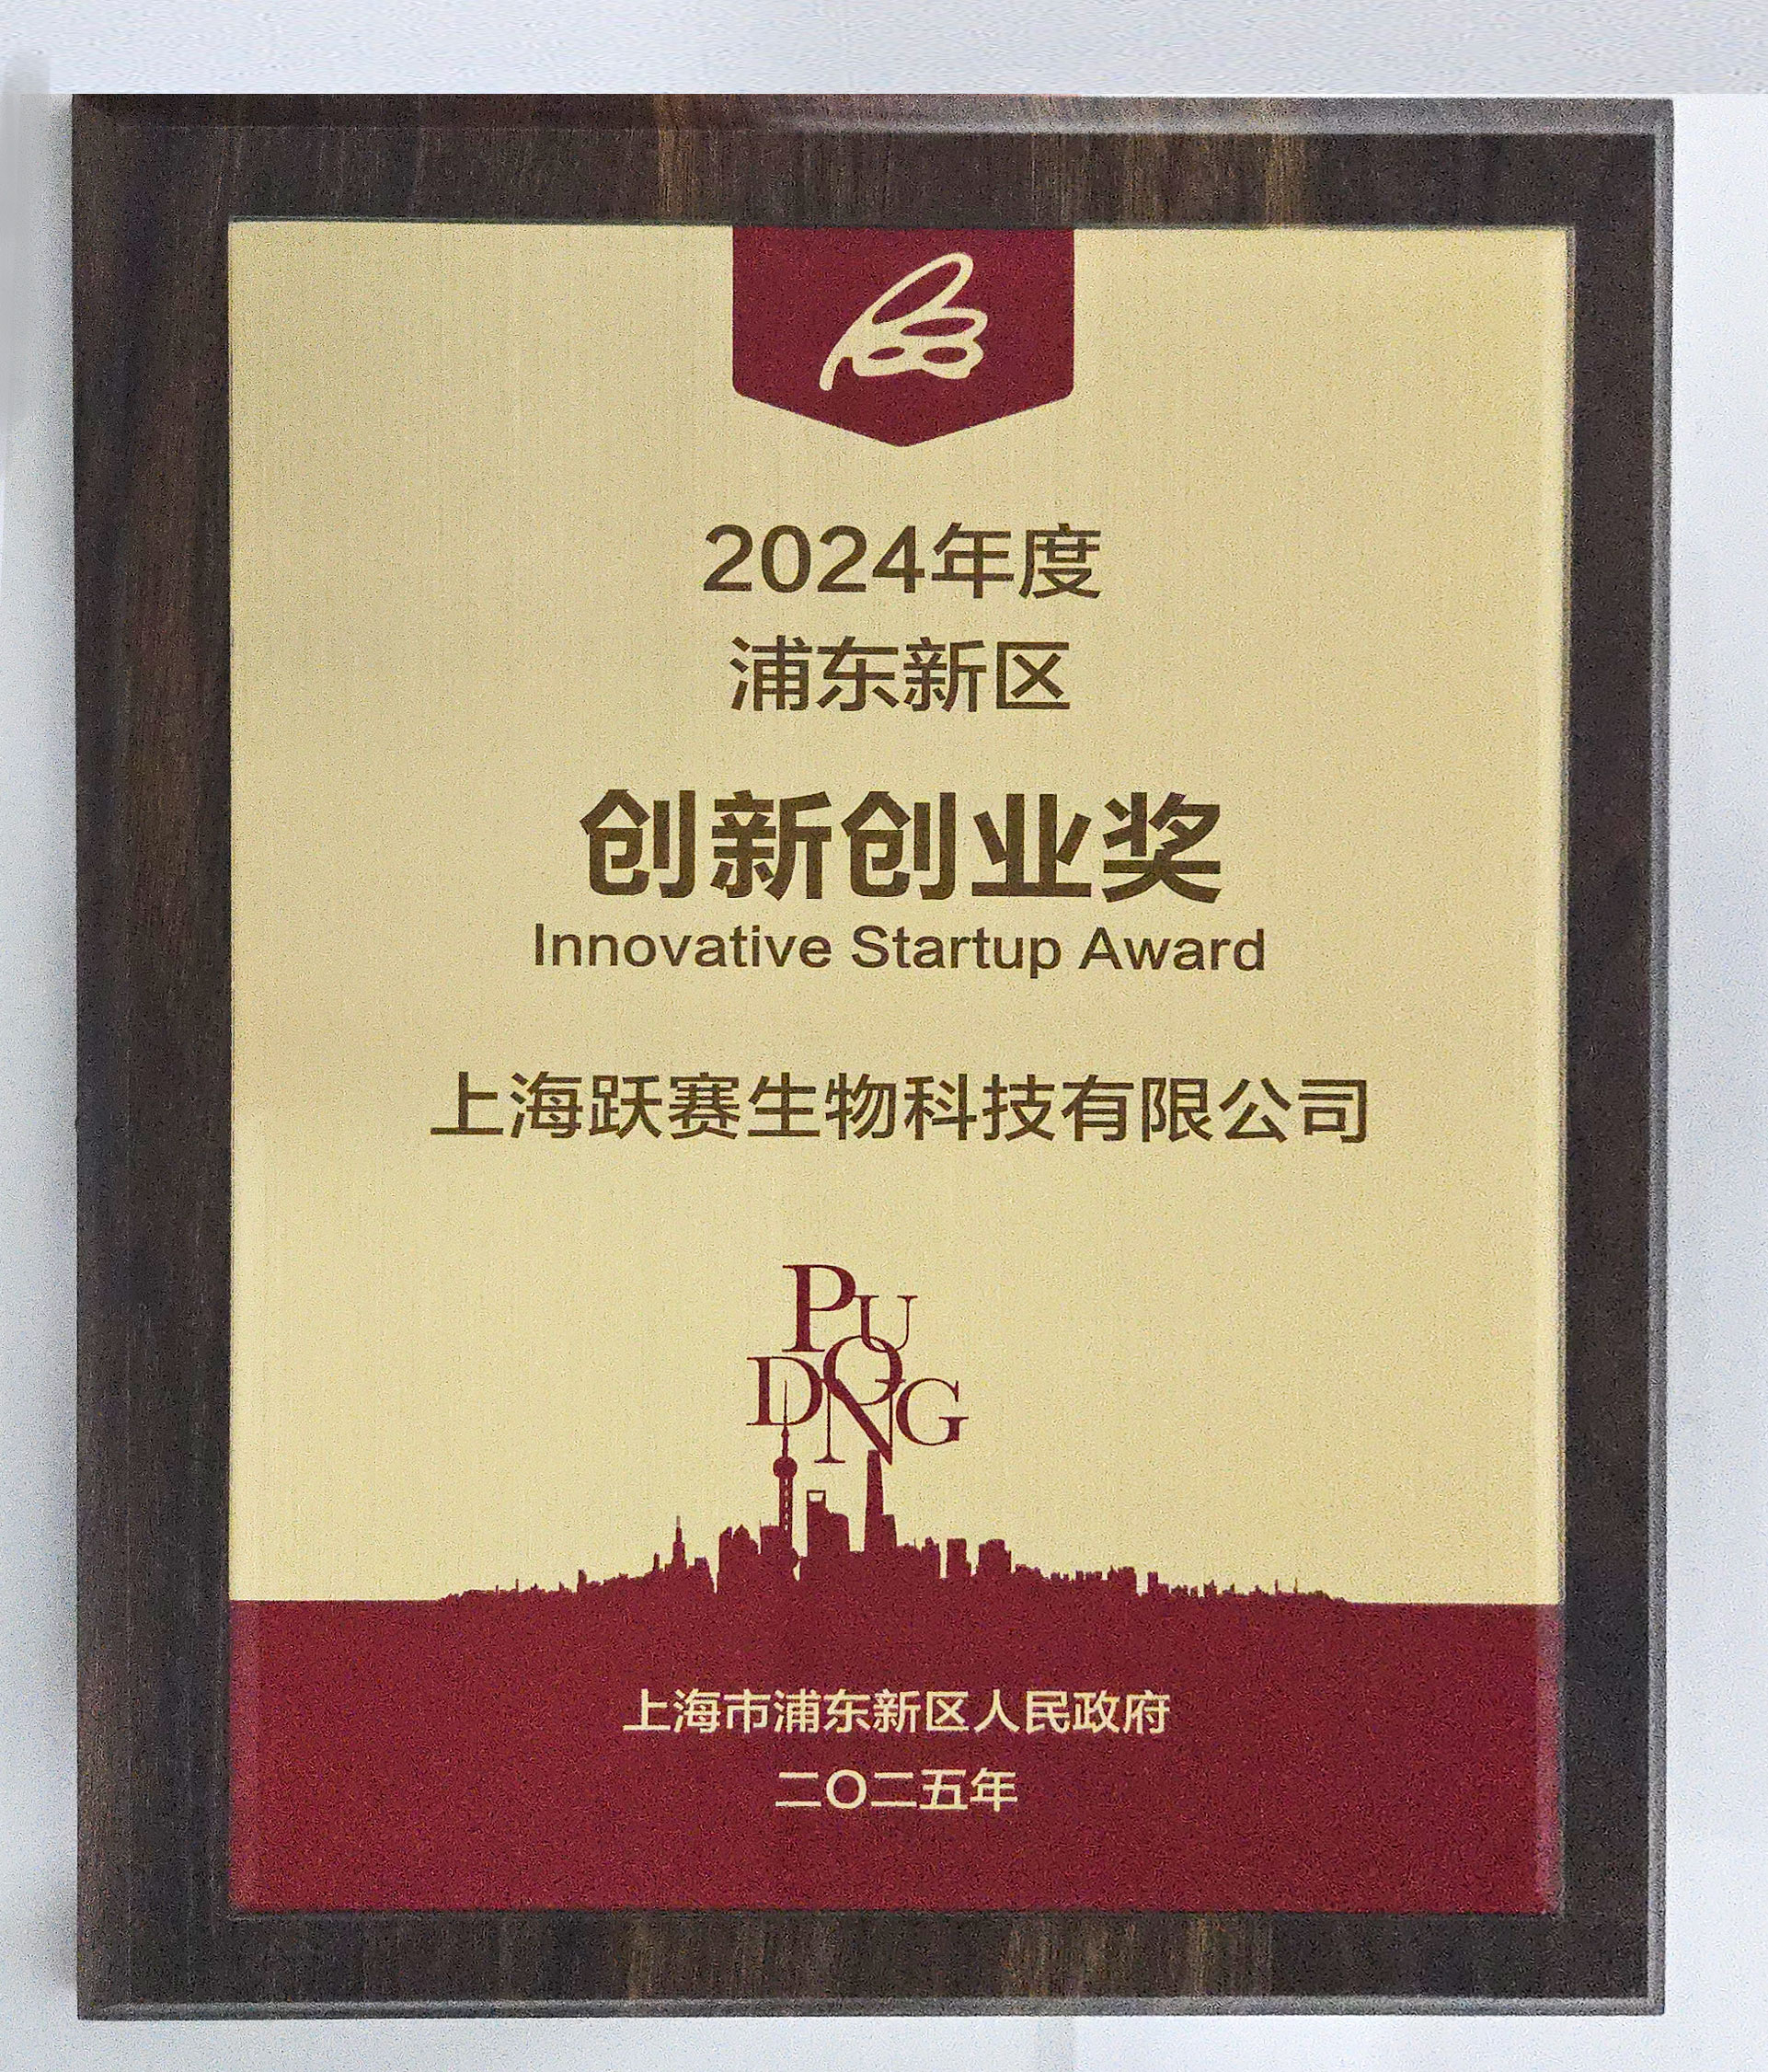 2024年度
浦东新区
创新创业奖
Innovative Startup Award
上海跃赛生物科技有限公司
PU
DONG
上海市浦东新区人民政府
二〇二五年